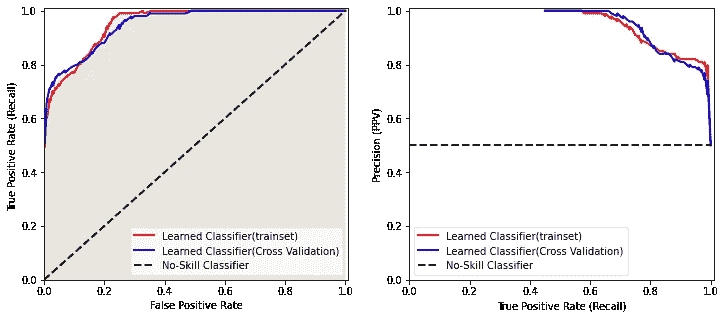 1.0
0.8
0.6
0.4
0.2
0.0
True Positive Rate (Recall)
Learned Classifier(trainset)
Learned Classifier(Cross Validation)
No-Skill Classifier
0.0 0.2 0.4 0.6 0.8 1.0
False Positive Rate
1.0
0.8
0.6
0.4
0.2
0.0
Precision (PPV)
Learned Classifier(trainset)
Learned Classifier(Cross Validation)
No-Skill Classifier
0.0 0.2 0.4 0.6 0.8 1.0
True Positive Rate (Recall)